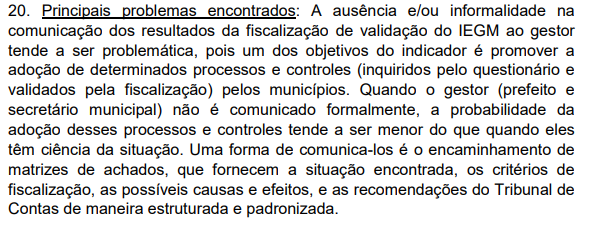 20. Principais problemas encontrados: A ausência e/ou informalidade na
comunicação dos resultados da fiscalização de validação do IEGM ao gestor
tende a ser problemática, pois um dos objetivos do indicador é promover a
adoção de determinados processos e controles (inquiridos pelo questionário e
validados pela fiscalização) pelos municípios. Quando o gestor (prefeito e
secretário municipal) não é comunicado formalmente, a probabilidade da
adoção desses processos e controles tende a ser menor do que quando eles
têm ciência da situação. Uma forma de comunica-los é o encaminhamento de
matrizes de achados, que fornecem a situação encontrada, os critérios de
fiscalização, as possíveis causas e efeitos, e as recomendações do Tribunal de
Contas de maneira estruturada e padronizada.